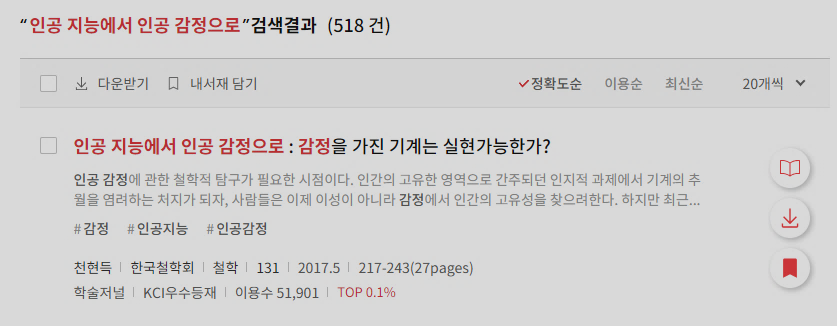 “인공 지능에서 인공 감정으로”검색결과 (518 건)
다운받기 내서재 담기 정확도순 이용순 최신순 20개씩
인공 지능에서 인공 감정으로 : 감정을 가진 기계는 실현가능한가?
인공 감정에 관한 철학적 탐구가 필요한 시점이다. 인간의 고유한 영역으로 간주되던 인지적 과제에서 기계의 추
월을 염려하는 처지가 되자, 사람들은 이제 이성이 아니라 감정에서 인간의 고유성을 찾으려한다. 하지만 최근...
# 감정 # 인공지능 # 인공감정
천현득 | 한국철학회 | 철학 | 131 | 2017.5 | 217-243(27pages)
학술저널 | KCI우수등재 | 이용수 51,901 | TOP 0.1%